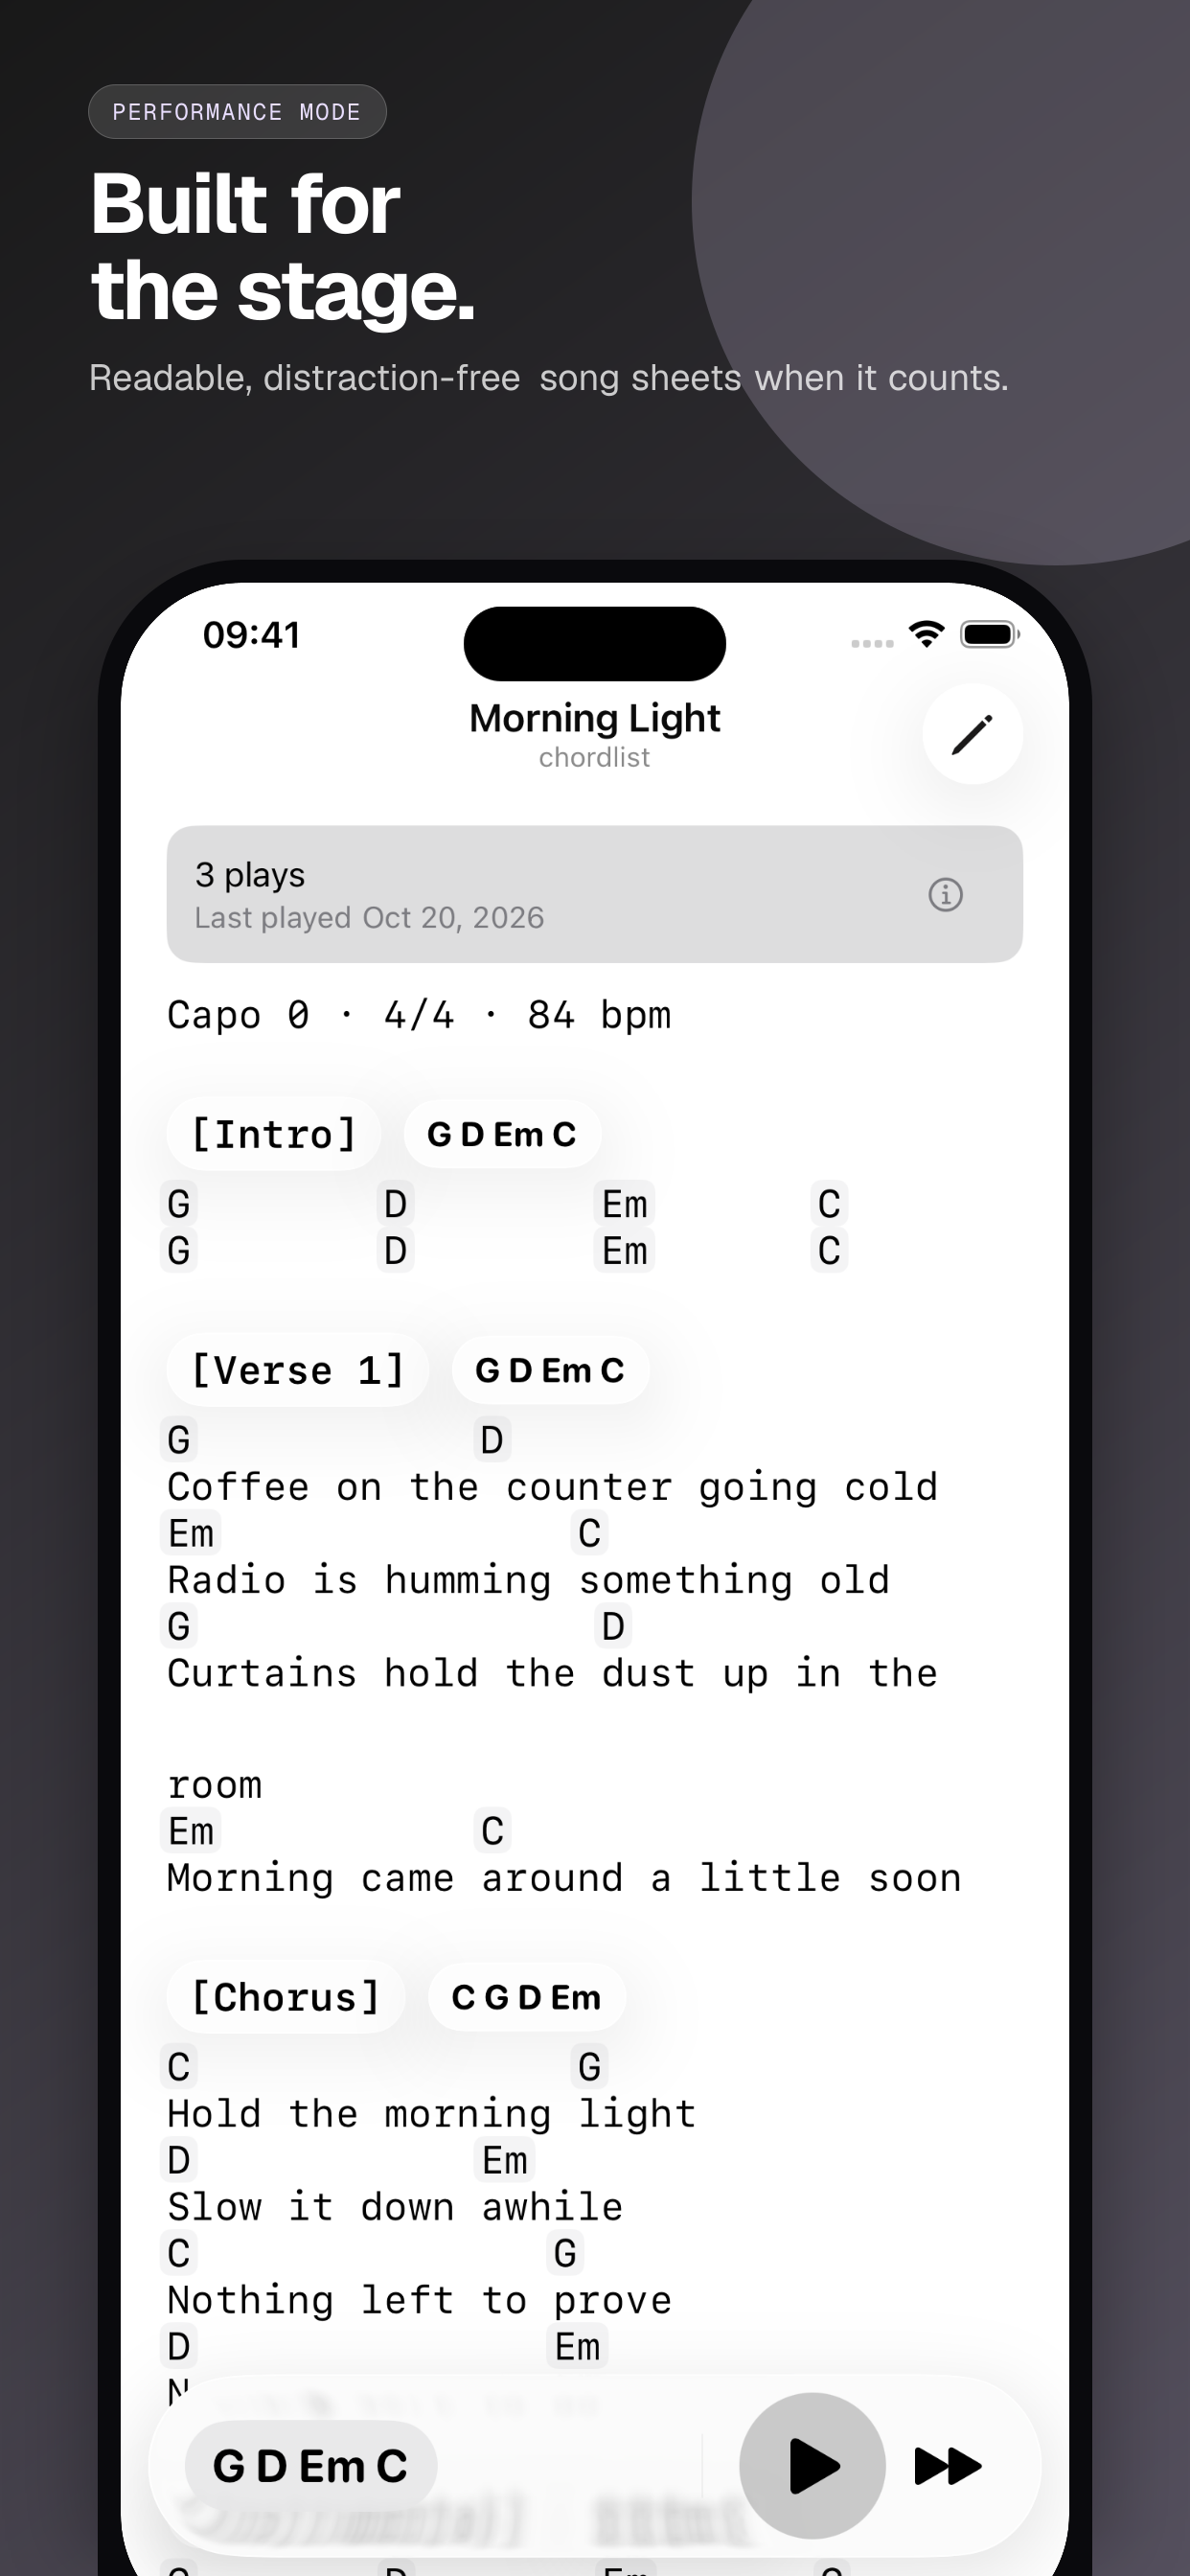 PERFORMANCE MODE
Built for
the stage.
Readable, distraction-free song sheets when it counts.
09:41
Morning Light
chordlist
3 plays
Last played Oct 20, 2026
Capo 0 · 4/4 · 84 bpm
[Intro] G D Em C
G D Em C
G D Em C
[Verse 1] G D Em C
G D
Coffee on the counter going cold
Em C
Radio is humming something old
G D
Curtains hold the dust up in the
room
Em C
Morning came around a little soon
[Chorus] C G D Em
C G
Hold the morning light
D Em
Slow it down awhile
C G
Nothing left to prove
D Em
G D Em C